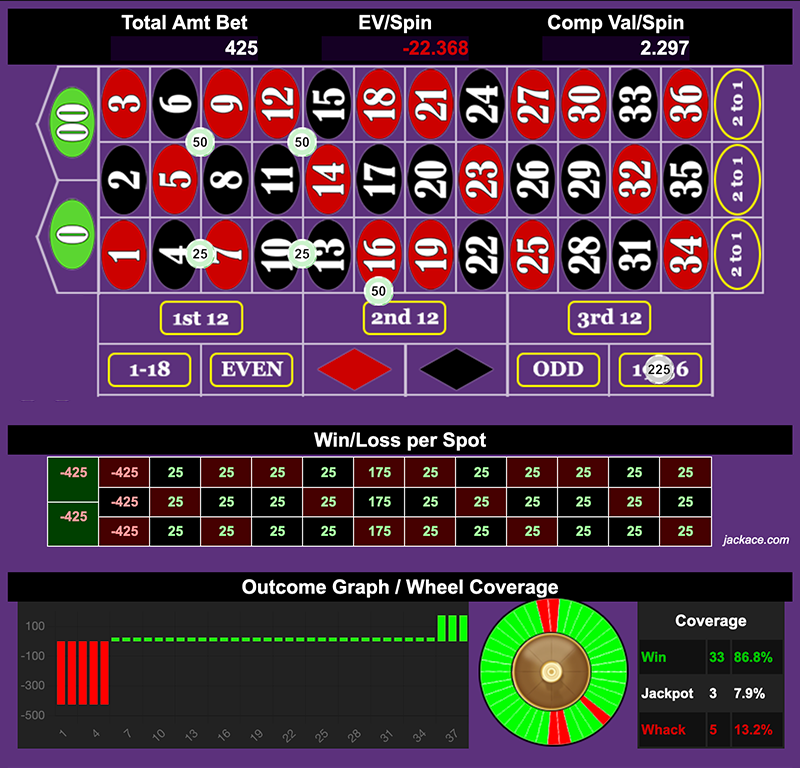 Total Amt Bet EV/Spin Comp Val/Spin
425 -22.368 2.297
00 3 6 9 12 15 18 21 24 27 30 33 36 2 to 1
50 50
0 2 5 8 11 14 17 20 23 26 29 32 35 2 to 1
1 4 25 7 10 25 13 16 19 22 25 28 31 34 2 to 1
50
1st 12 2nd 12 3rd 12
1-18 EVEN ODD 225
Win/Loss per Spot
-425 -425 25 25 25 25 175 25 25 25 25 25 25
-425 -425 25 25 25 25 175 25 25 25 25 25 25
-425 25 25 25 25 175 25 25 25 25 25 25
jackace.com
Outcome Graph / Wheel Coverage
100
-100
-300
-500
1 4 7 10 13 16 19 22 25 28 31 34 37
Coverage
Win 33 86.8%
Jackpot 3 7.9%
Whack 5 13.2%